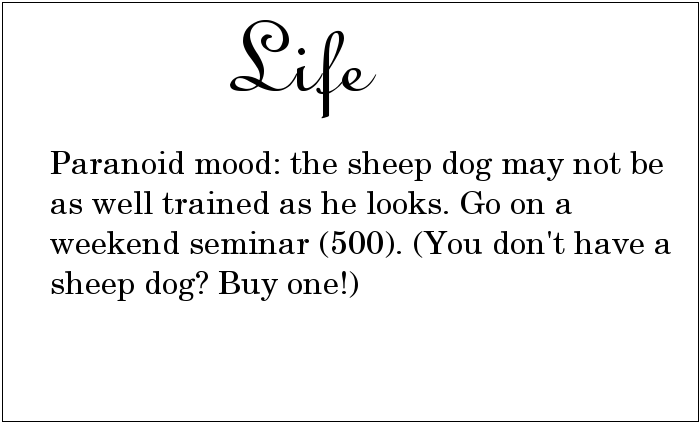 Life
Paranoid mood: the sheep dog may not be
as well trained as he looks. Go on a
weekend seminar (500). (You don't have a
sheep dog? Buy one!)